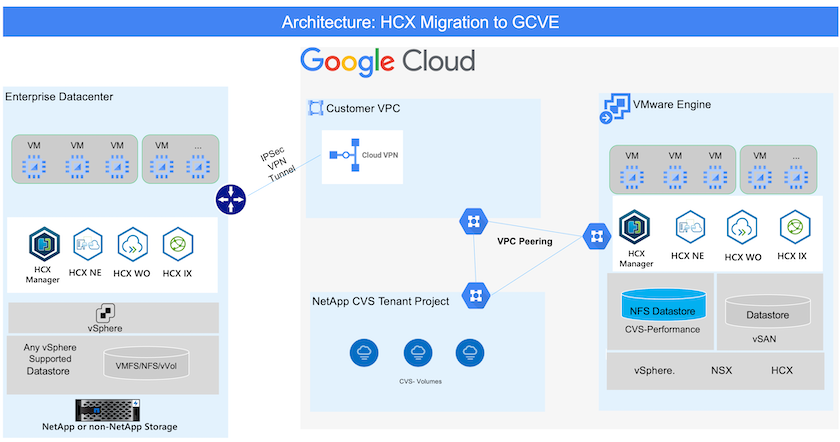 Architecture: HCX Migration to GCVE
Google Cloud
Enterprise Datacenter
VM
VM
VM
VM
...
HCX
Manager
HCX NE
HCX WO
HCX IX
vSphere
Any vSphere
Supported
Datastore
VMFS/NFS/vVol
NetApp or non-NetApp Storage
IPSec
VPN
Tunnel
Customer VPC
Cloud VPN
VPC Peering
NetApp CVS Tenant Project
CVS- Volumes
VMware Engine
VM
VM
VM
VM
...
HCX
Manager
HCX NE
HCX WO
HCX IX
NFS Datastore
CVS-Performance
Datastore
vSAN
vSphere.
NSX
HCX